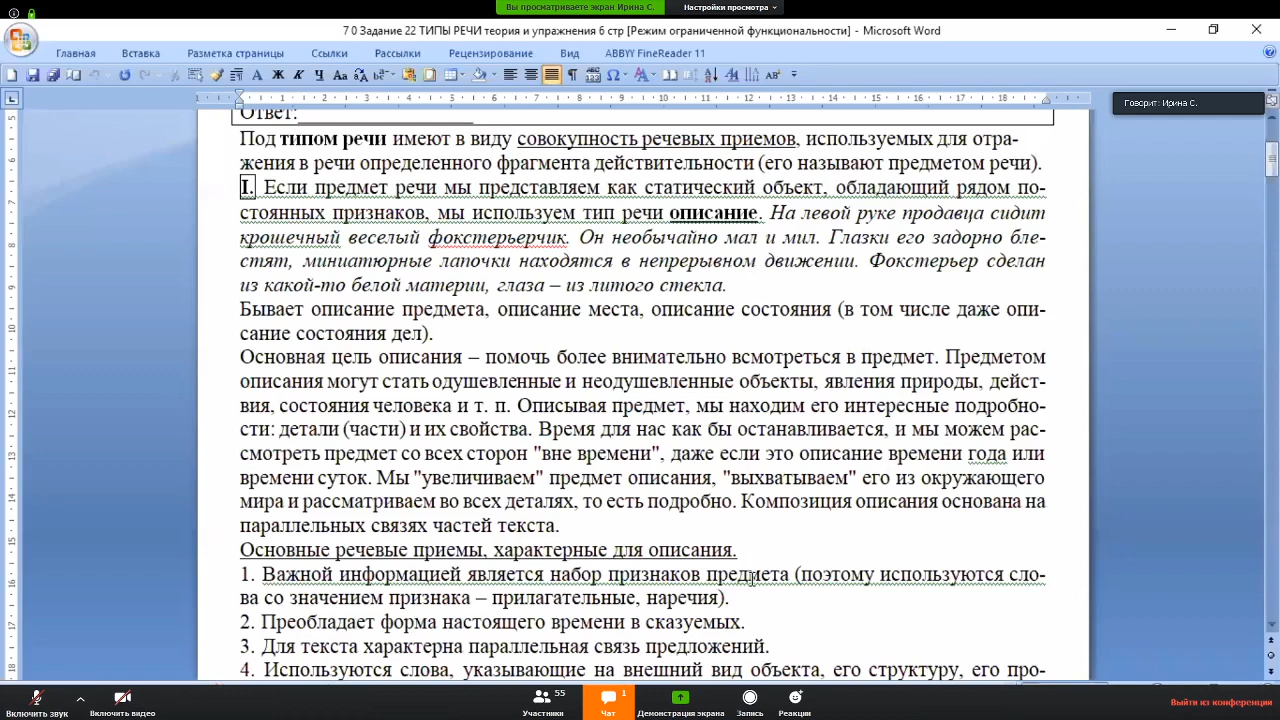 Вы просматриваете экран Ирина С.
Настройки просмотра
7 0 Задание 22 ТИПЫ РЕЧИ теория и упражнения 6 стр [Режим ограниченной функциональности] - Microsoft Word
Главная Вставка Разметка страницы Ссылки Рассылки Рецензирование Вид ABBYY FineReader 11
Говорит: Ирина С.
Ответ:
Под типом речи имеют в виду совокупность речевых приемов, используемых для отра-
жения в речи определенного фрагмента действительности (его называют предметом речи).
I. Если предмет речи мы представляем как статический объект, обладающий рядом по-
стоянных признаков, мы используем тип речи описание. На левой руке продавца сидит
крошечный веселый фокстерьерчик. Он необычайно мал и мил. Глазки его задорно бле-
стят, миниатюрные лапочки находятся в непрерывном движении. Фокстерьер сделан
из какой-то белой материи, глаза – из литого стекла.
Бывает описание предмета, описание места, описание состояния (в том числе даже опи-
сание состояния дел).
Основная цель описания – помочь более внимательно всмотреться в предмет. Предметом
описания могут стать одушевленные и неодушевленные объекты, явления природы, дейст-
вия, состояния человека и т. п. Описывая предмет, мы находим его интересные подробно-
сти: детали (части) и их свойства. Время для нас как бы останавливается, и мы можем рас-
смотреть предмет со всех сторон "вне времени", даже если это описание времени года или
времени суток. Мы "увеличиваем" предмет описания, "выхватываем" его из окружающего
мира и рассматриваем во всех деталях, то есть подробно. Композиция описания основана на
параллельных связях частей текста.
Основные речевые приемы, характерные для описания.
1. Важной информацией является набор признаков предмета (поэтому используются сло-
ва со значением признака – прилагательные, наречия).
2. Преобладает форма настоящего времени в сказуемых.
3. Для текста характерна параллельная связь предложений.
4. Используются слова, указывающие на внешний вид объекта, его структуру, его про-
Включить звук Включить видео 55 Участники 1 Чат Демонстрация экрана Запись Реакции Выйти из конференции